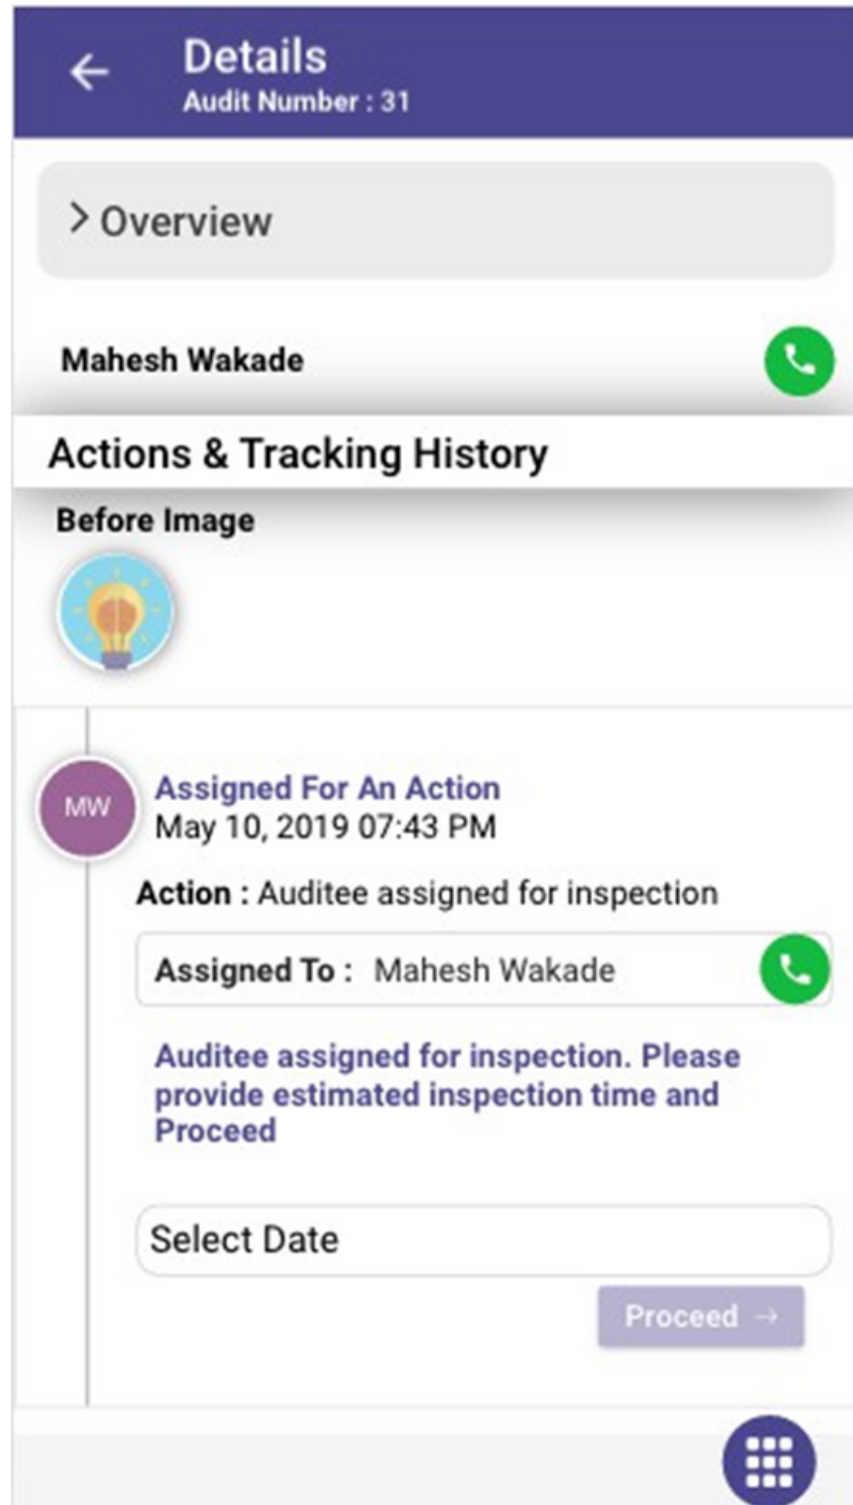 Details
Audit Number : 31
Overview
Mahesh Wakade
Actions & Tracking History
Before Image
MW
Assigned For An Action
May 10, 2019 07:43 PM
Action : Auditee assigned for inspection
Assigned To : Mahesh Wakade
Auditee assigned for inspection. Please
provide estimated inspection time and
Proceed
Select Date
Proceed →